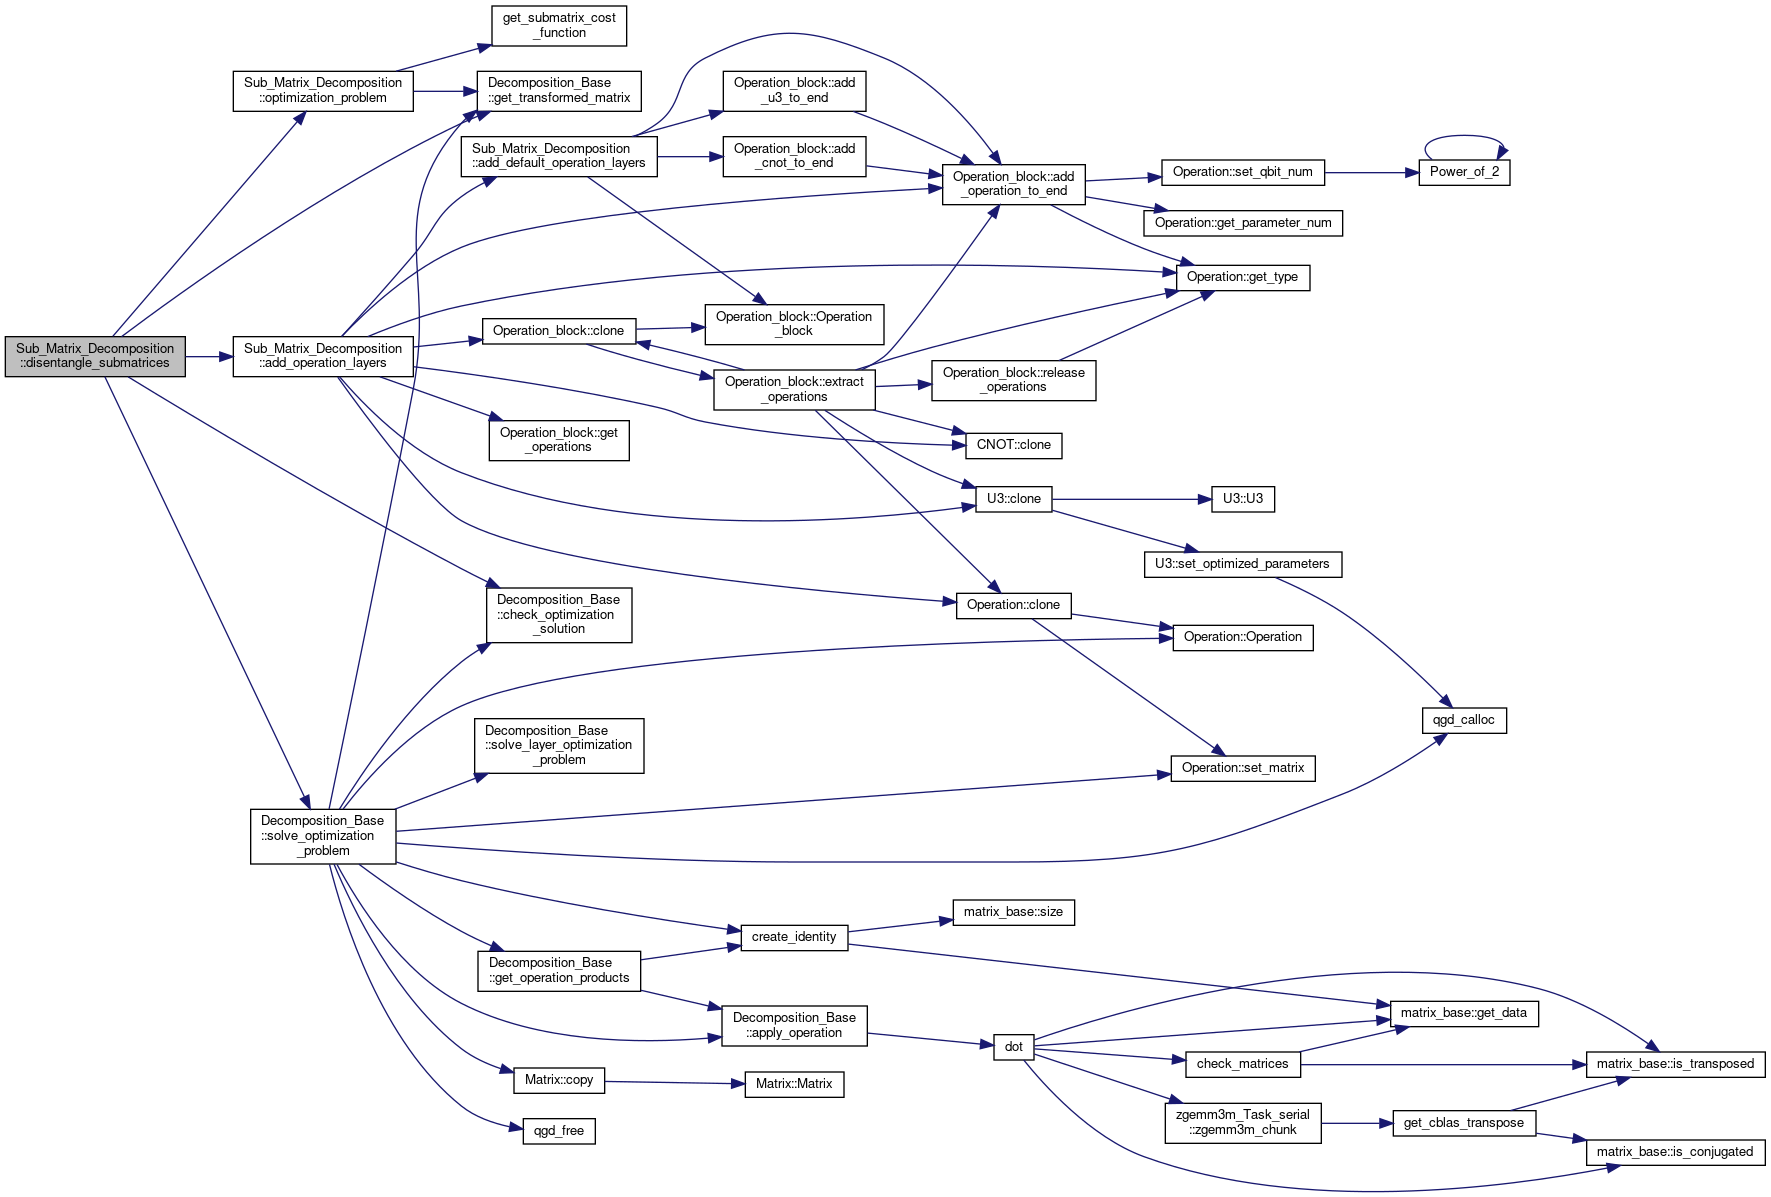 get_submatrix_cost
_function
Sub_Matrix_Decomposition
::optimization_problem
Decomposition_Base
::get_transformed_matrix
Operation_block::add
_u3_to_end
Sub_Matrix_Decomposition
::add_default_operation_layers
Operation_block::add
_cnot_to_end
Operation_block::add
_operation_to_end
Operation::set_qbit_num
Power_of_2
Operation::get_parameter_num
Operation::get_type
Operation_block::Operation
_block
Operation_block::clone
Sub_Matrix_Decomposition
::disentangle_submatrices
Sub_Matrix_Decomposition
::add_operation_layers
Operation_block::extract
_operations
Operation_block::release
_operations
Operation_block::get
_operations
CNOT::clone
U3::clone
U3::U3
U3::set_optimized_parameters
Decomposition_Base
::check_optimization
_solution
Operation::clone
Operation::Operation
qgd_calloc
Decomposition_Base
::solve_layer_optimization
_problem
Operation::set_matrix
Decomposition_Base
::solve_optimization
_problem
matrix_base::size
create_identity
Decomposition_Base
::get_operation_products
matrix_base::get_data
Decomposition_Base
::apply_operation
dot
check_matrices
matrix_base::is_transposed
Matrix::copy
Matrix::Matrix
zgemm3m_Task_serial
::zgemm3m_chunk
get_cblas_transpose
qgd_free
matrix_base::is_conjugated